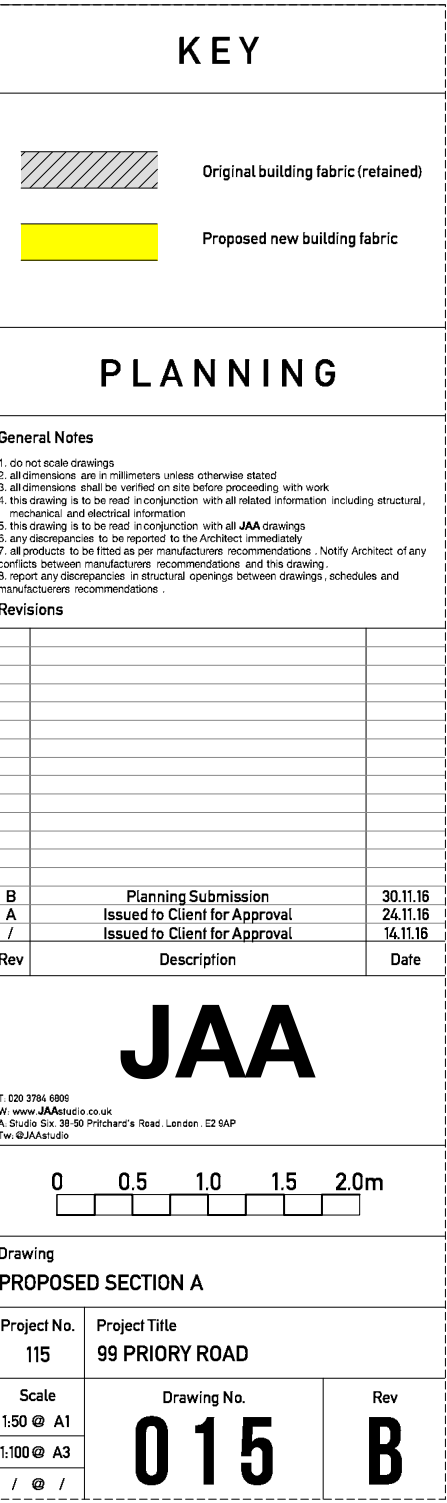 KEY
Original building fabric (retained)
Proposed new building fabric
PLANNING
General Notes
1. do not scale drawings
2. all dimensions are in millimeters unless otherwise stated
3. all dimensions shall be verified on site before proceeding with work
4. this drawing is to be read in conjunction with all related information including structural,
mechanical and electrical information
5. this drawing is to be read in conjunction with all JAA drawings
6. any discrepancies to be reported to the Architect immediately
7. all products to be fitted as per manufacturers recommendations . Notify Architect of any
conflicts between manufacturers recommendations and this drawing.
8. report any discrepancies in structural openings between drawings, schedules and
manufactuerers recommendations .
Revisions
B Planning Submission 30.11.16
A Issued to Client for Approval 24.11.16
/ Issued to Client for Approval 14.11.16
Rev Description Date
JAA
T: 020 3784 6809
W: www.JAAstudio.co.uk
A: Studio Six. 38-50 Pritchard's Road. London. E2 9AP
Tw: @JAAstudio
0 0.5 1.0 1.5 2.0m
Drawing
PROPOSED SECTION A
Project No. Project Title
115 99 PRIORY ROAD
Scale Drawing No. Rev
1:50 @ A1
1:100 @ A3
/ @ /
015 B